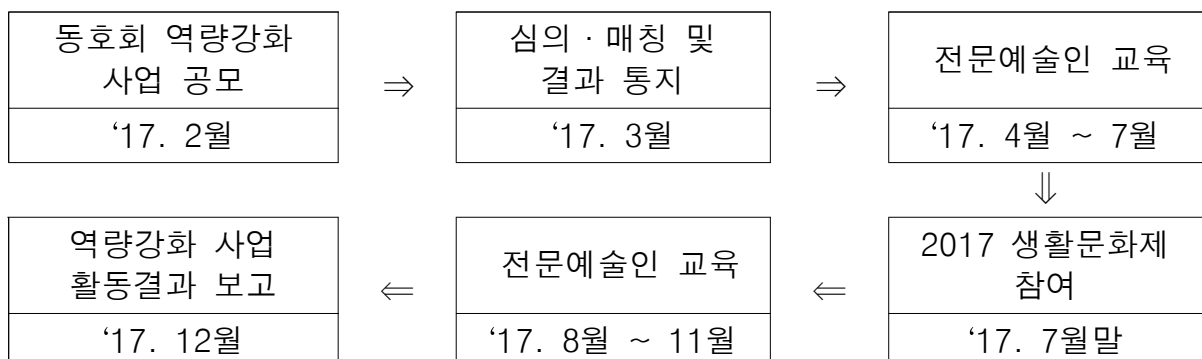 동호회 역량강화
사업 공모
‘17. 2월
⇒
심의 · 매칭 및
결과 통지
‘17. 3월
⇒
전문예술인 교육
‘17. 4월 ~ 7월
⇓
2017 생활문화제
참여
‘17. 7월말
⇐
전문예술인 교육
‘17. 8월 ~ 11월
⇐
역량강화 사업
활동결과 보고
‘17. 12월